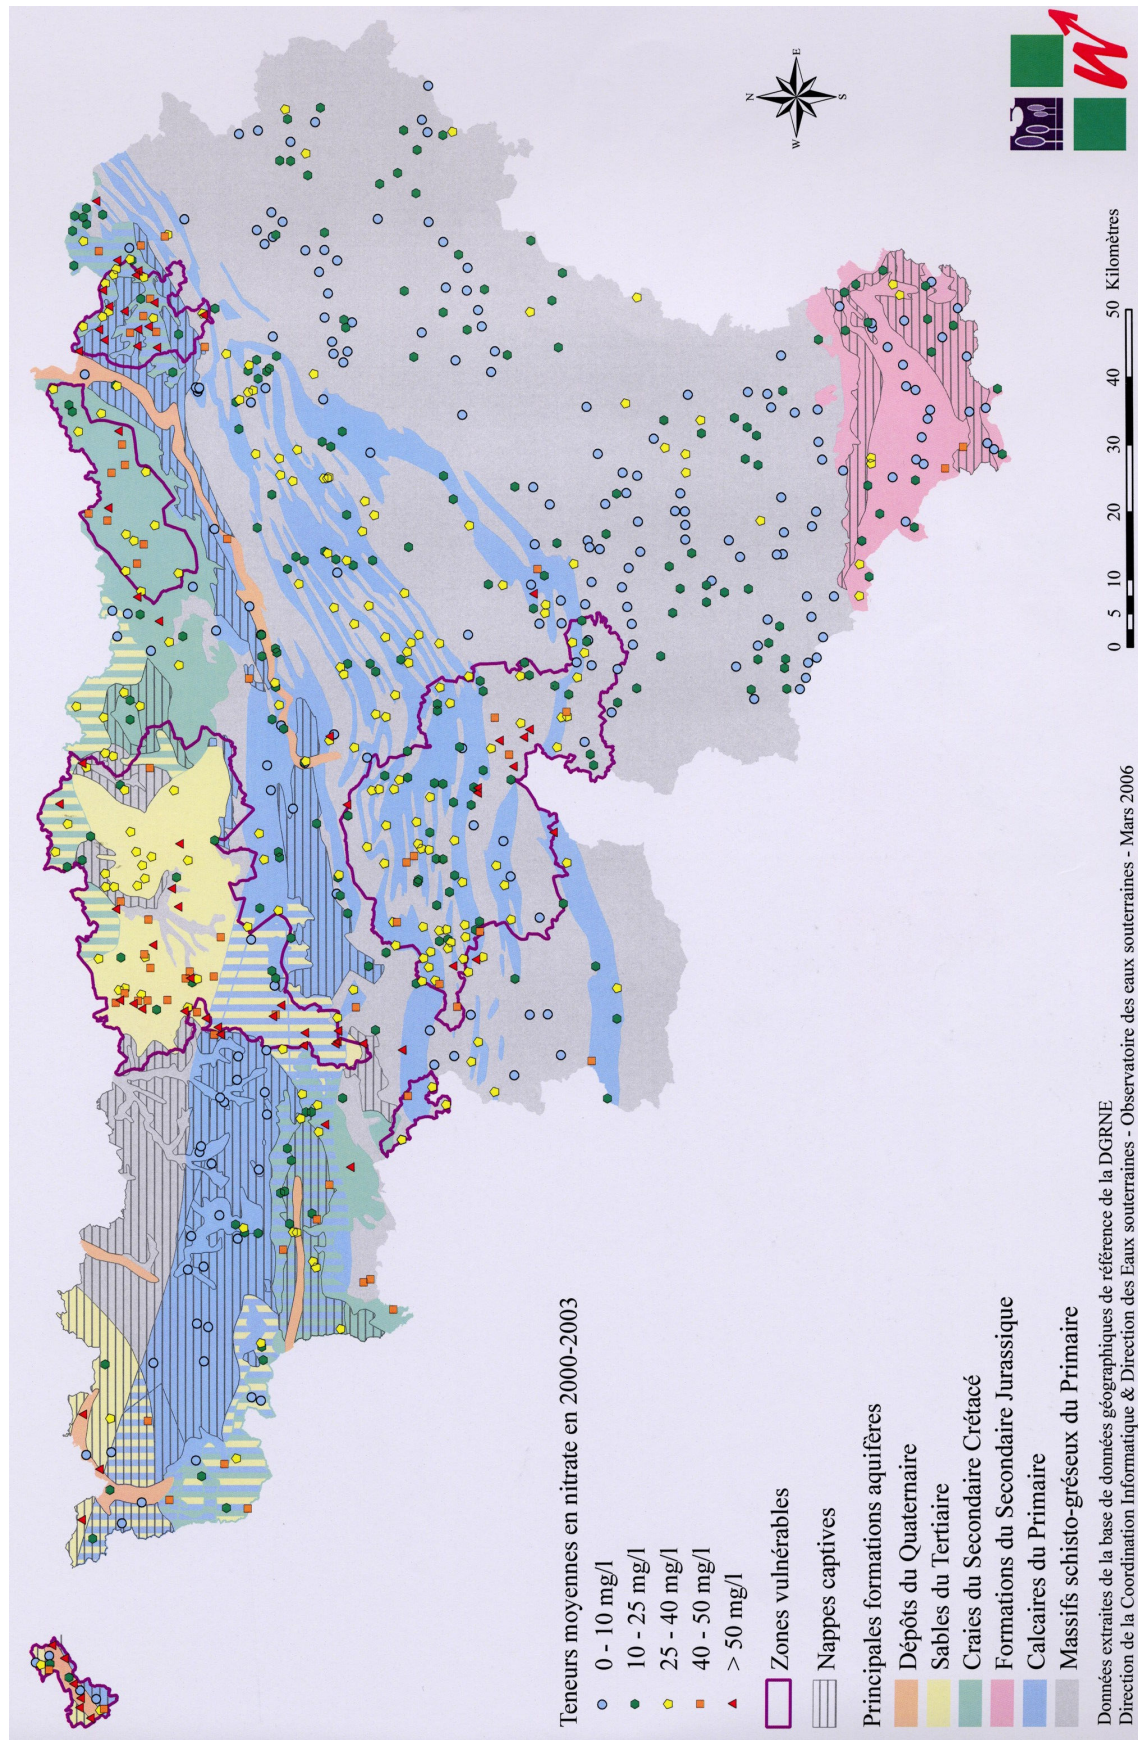 N
E
W
S
W
Teneurs moyennes en nitrate en 2000-2003
0 - 10 mg/l
10 - 25 mg/l
25 - 40 mg/l
40 - 50 mg/l
> 50 mg/l
Zones vulnérables
Nappes captives
Principales formations aquifères
Dépôts du Quaternaire
Sables du Tertiaire
Craies du Secondaire Crétacé
Formations du Secondaire Jurassique
Calcaires du Primaire
Massifs schisto-gréseux du Primaire
0 5 10 20 30 40 50 Kilomètres
Données extraites de la base de données géographiques de référence de la DGRNE
Direction de la Coordination Informatique & Direction des Eaux souterraines - Observatoire des eaux souterraines - Mars 2006